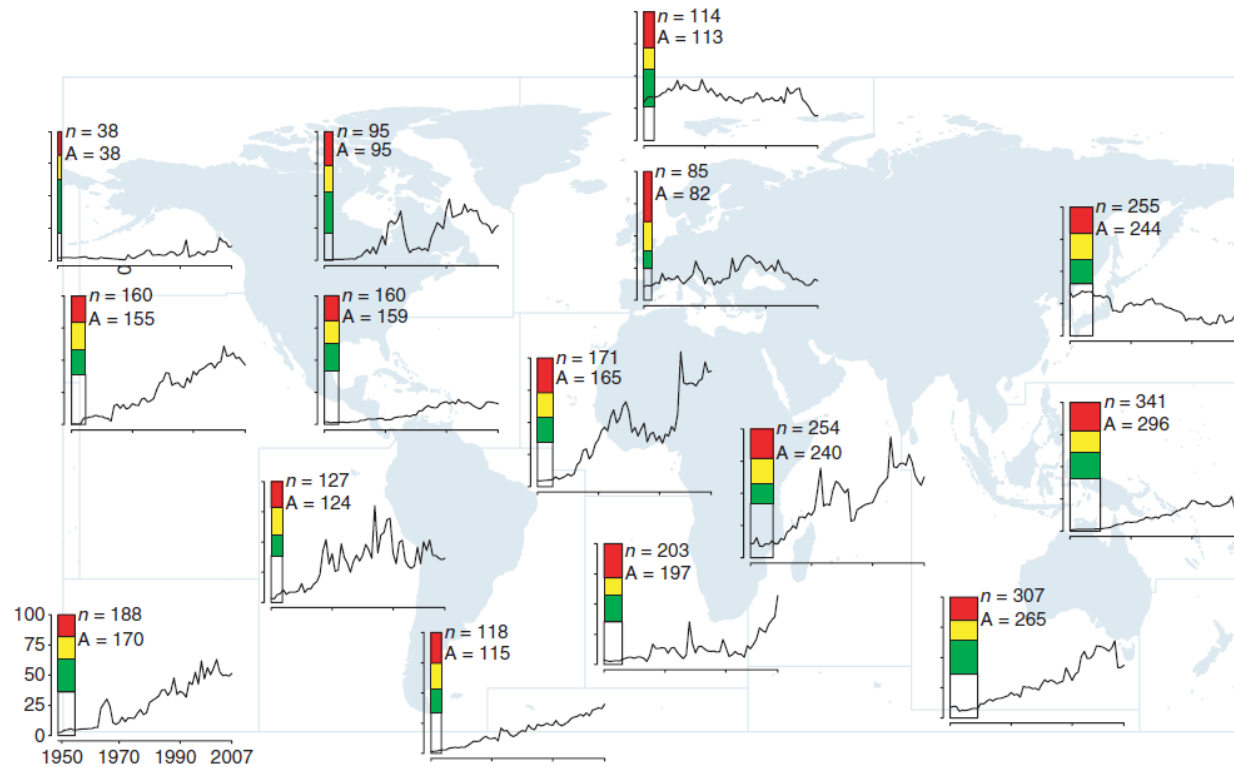 n = 114
A = 113
n = 38
A = 38
n = 95
A = 95
n = 85
A = 82
n = 255
A = 244
n = 160
A = 155
n = 160
A = 159
n = 171
A = 165
n = 341
A = 296
n = 254
A = 240
n = 127
A = 124
n = 203
A = 197
n = 307
A = 265
100
75
50
25
0
n = 188
A = 170
n = 118
A = 115
1950 1970 1990 2007